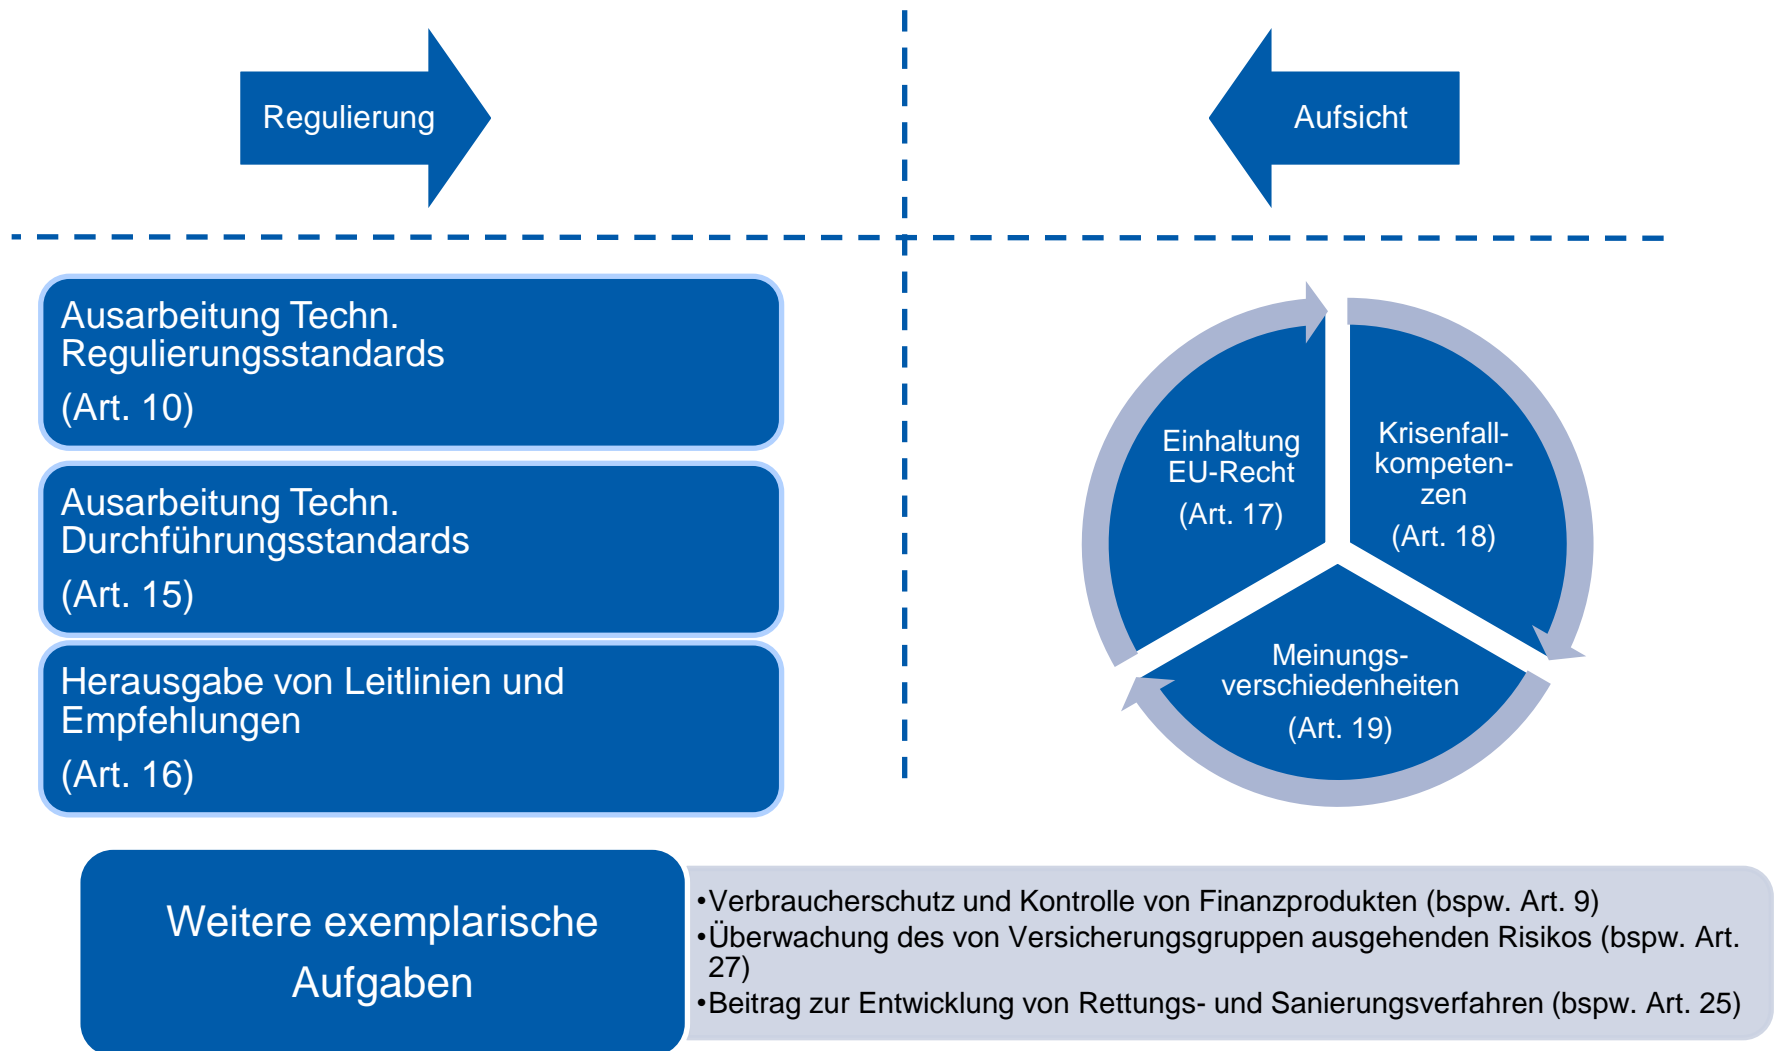 Regulierung
Aufsicht
Ausarbeitung Techn.
Regulierungsstandards
(Art. 10)
Ausarbeitung Techn.
Durchführungsstandards
(Art. 15)
Herausgabe von Leitlinien und
Empfehlungen
(Art. 16)
Einhaltung
EU-Recht
(Art. 17)
Krisenfall-
kompeten-
zen
(Art. 18)
Meinungs-
verschiedenheiten
(Art. 19)
Weitere exemplarische
Aufgaben
•Verbraucherschutz und Kontrolle von Finanzprodukten (bspw. Art. 9)
•Überwachung des von Versicherungsgruppen ausgehenden Risikos (bspw. Art.
27)
•Beitrag zur Entwicklung von Rettungs- und Sanierungsverfahren (bspw. Art. 25)